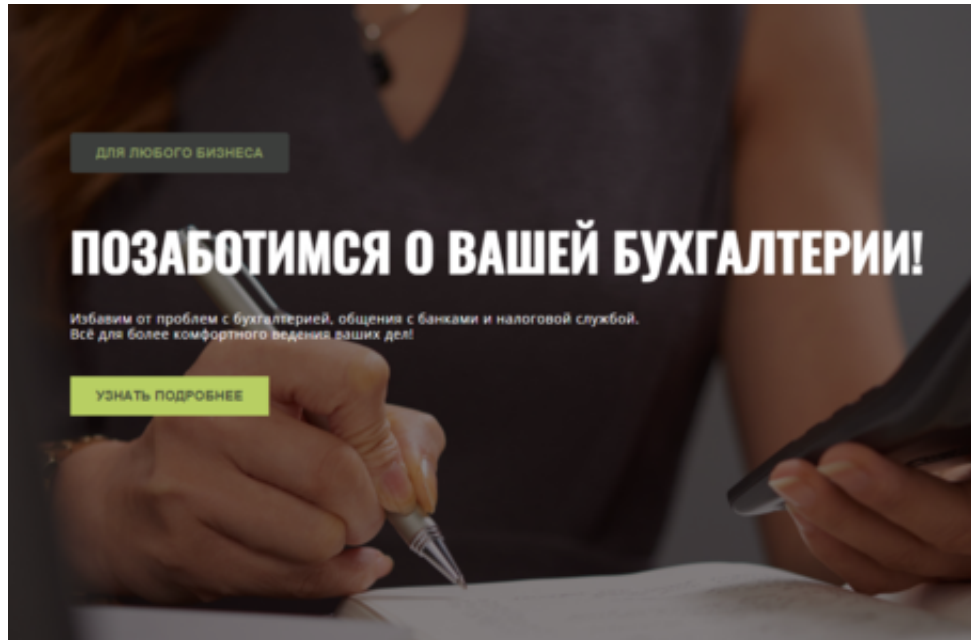 ДЛЯ ЛЮБОГО БИЗНЕСА
ПОЗАБОТИМСЯ О ВАШЕЙ БУХГАЛТЕРИИ!
Избавим от проблем с бухгалтерией, общения с банками и налоговой службой.
Всё для более комфортного ведения ваших дел!
УЗНАТЬ ПОДРОБНЕЕ